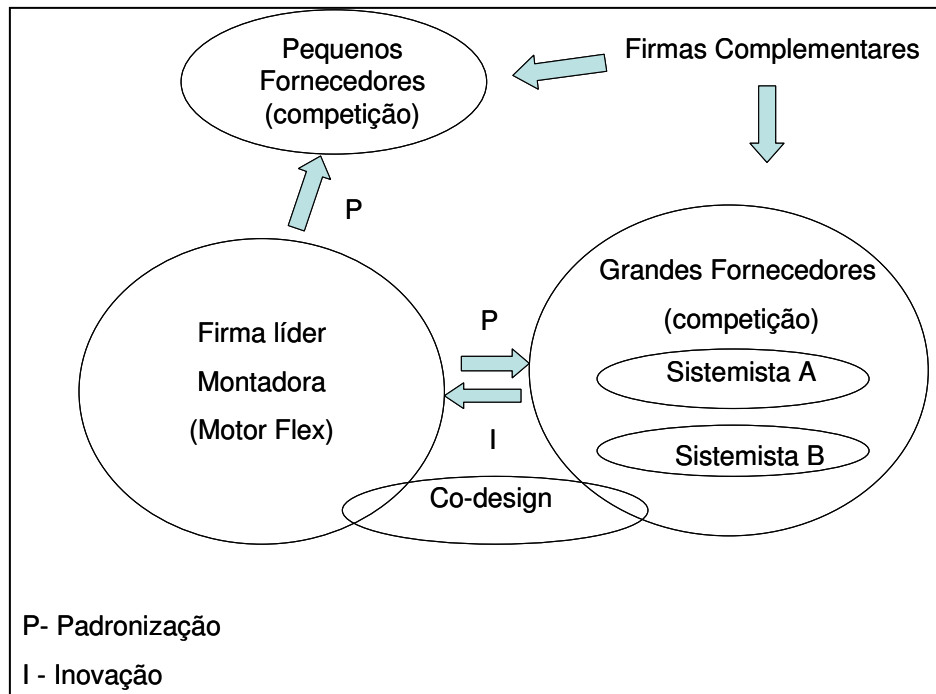 Pequenos
Fornecedores
(competição)
Firmas Complementares
P
Firma líder
Montadora
(Motor Flex)
P
I
Co-design
Grandes Fornecedores
(competição)
Sistemista A
Sistemista B
P- Padronização
I - Inovação